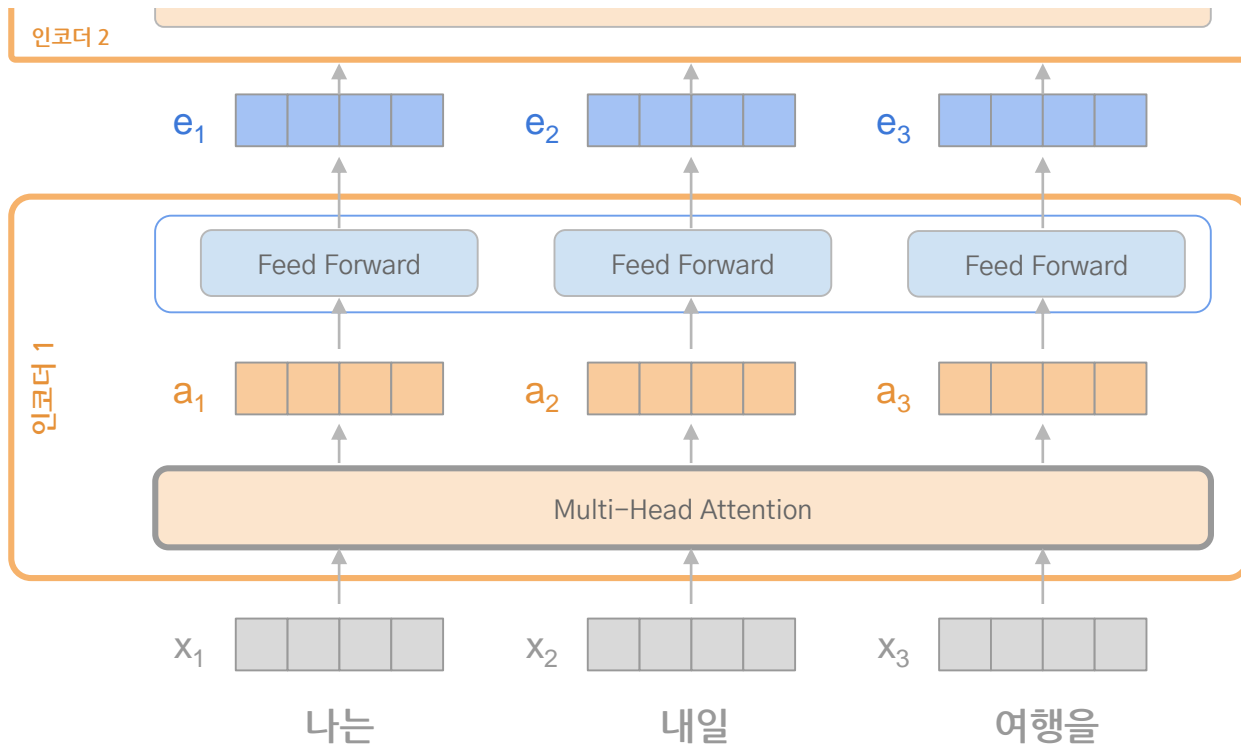 인코더 2
e1 e2 e3
Feed Forward Feed Forward Feed Forward
인코더 1
a1 a2 a3
Multi-Head Attention
x1 x2 x3
나는 내일 여행을